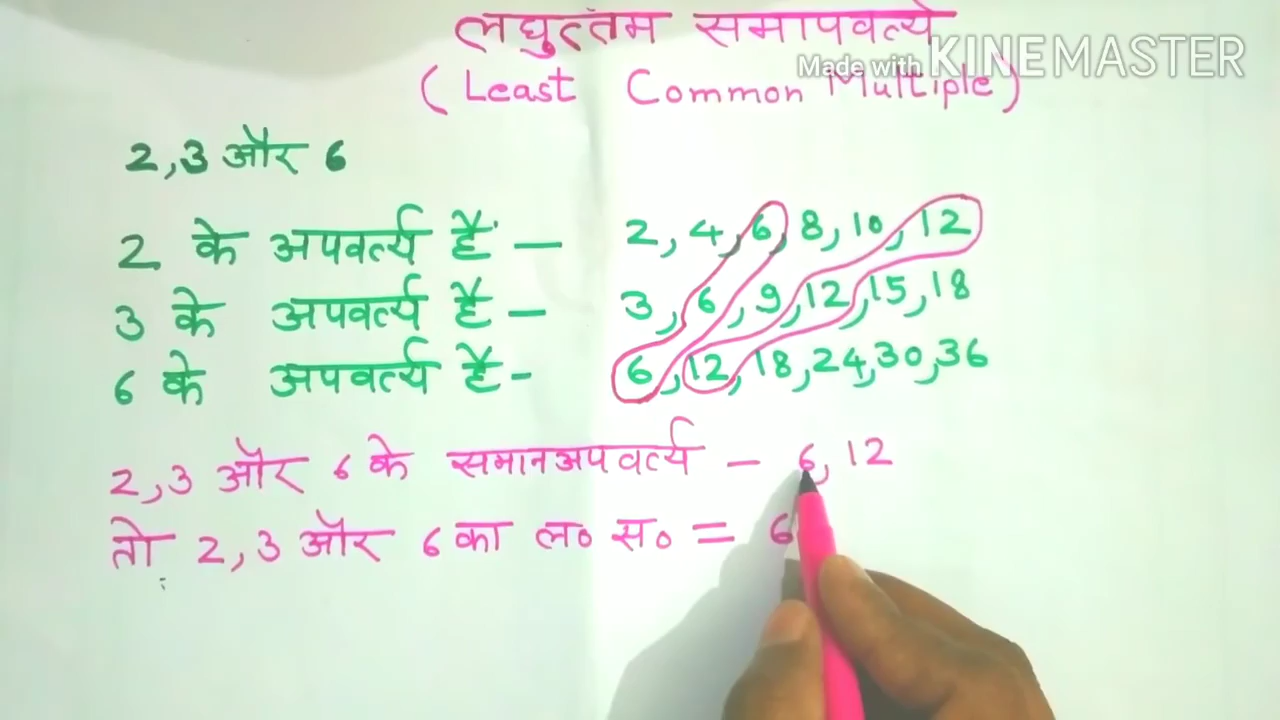 लघुत्तम समापवर्त्य
Made with KINEMASTER
(Least Common Multiple)
2,3 और 6
2 के अपवर्त्य हैं — 2, 4, 6, 8, 10, 12
3 के अपवर्त्य हैं — 3, 6, 9, 12, 15, 18
6 के अपवर्त्य हैं - 6, 12, 18, 24, 30, 36
2,3 और 6 के समान अपवर्त्य — 6, 12
तो 2,3 और 6 का ल० स० = 6